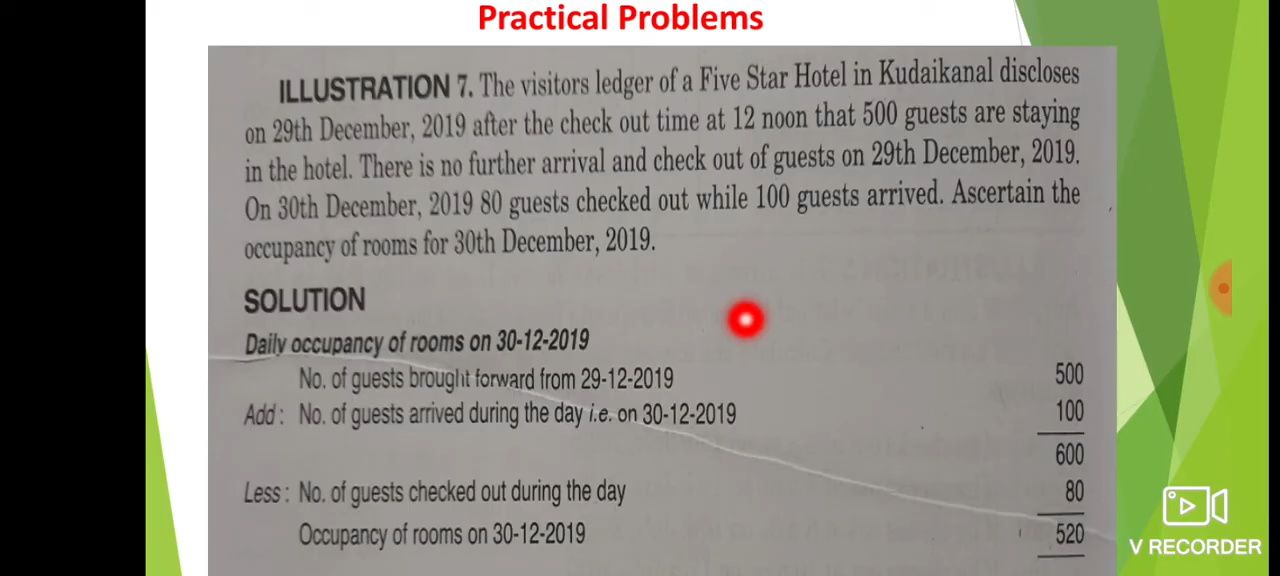 Practical Problems
ILLUSTRATION 7. The visitors ledger of a Five Star Hotel in Kudaikanal discloses
on 29th December, 2019 after the check out time at 12 noon that 500 guests are staying
in the hotel. There is no further arrival and check out of guests on 29th December, 2019.
On 30th December, 2019 80 guests checked out while 100 guests arrived. Ascertain the
occupancy of rooms for 30th December, 2019.
SOLUTION
Daily occupancy of rooms on 30-12-2019
No. of guests brought forward from 29-12-2019 500
Add : No. of guests arrived during the day i.e. on 30-12-2019 100
600
Less : No. of guests checked out during the day 80
Occupancy of rooms on 30-12-2019 520
V RECORDER